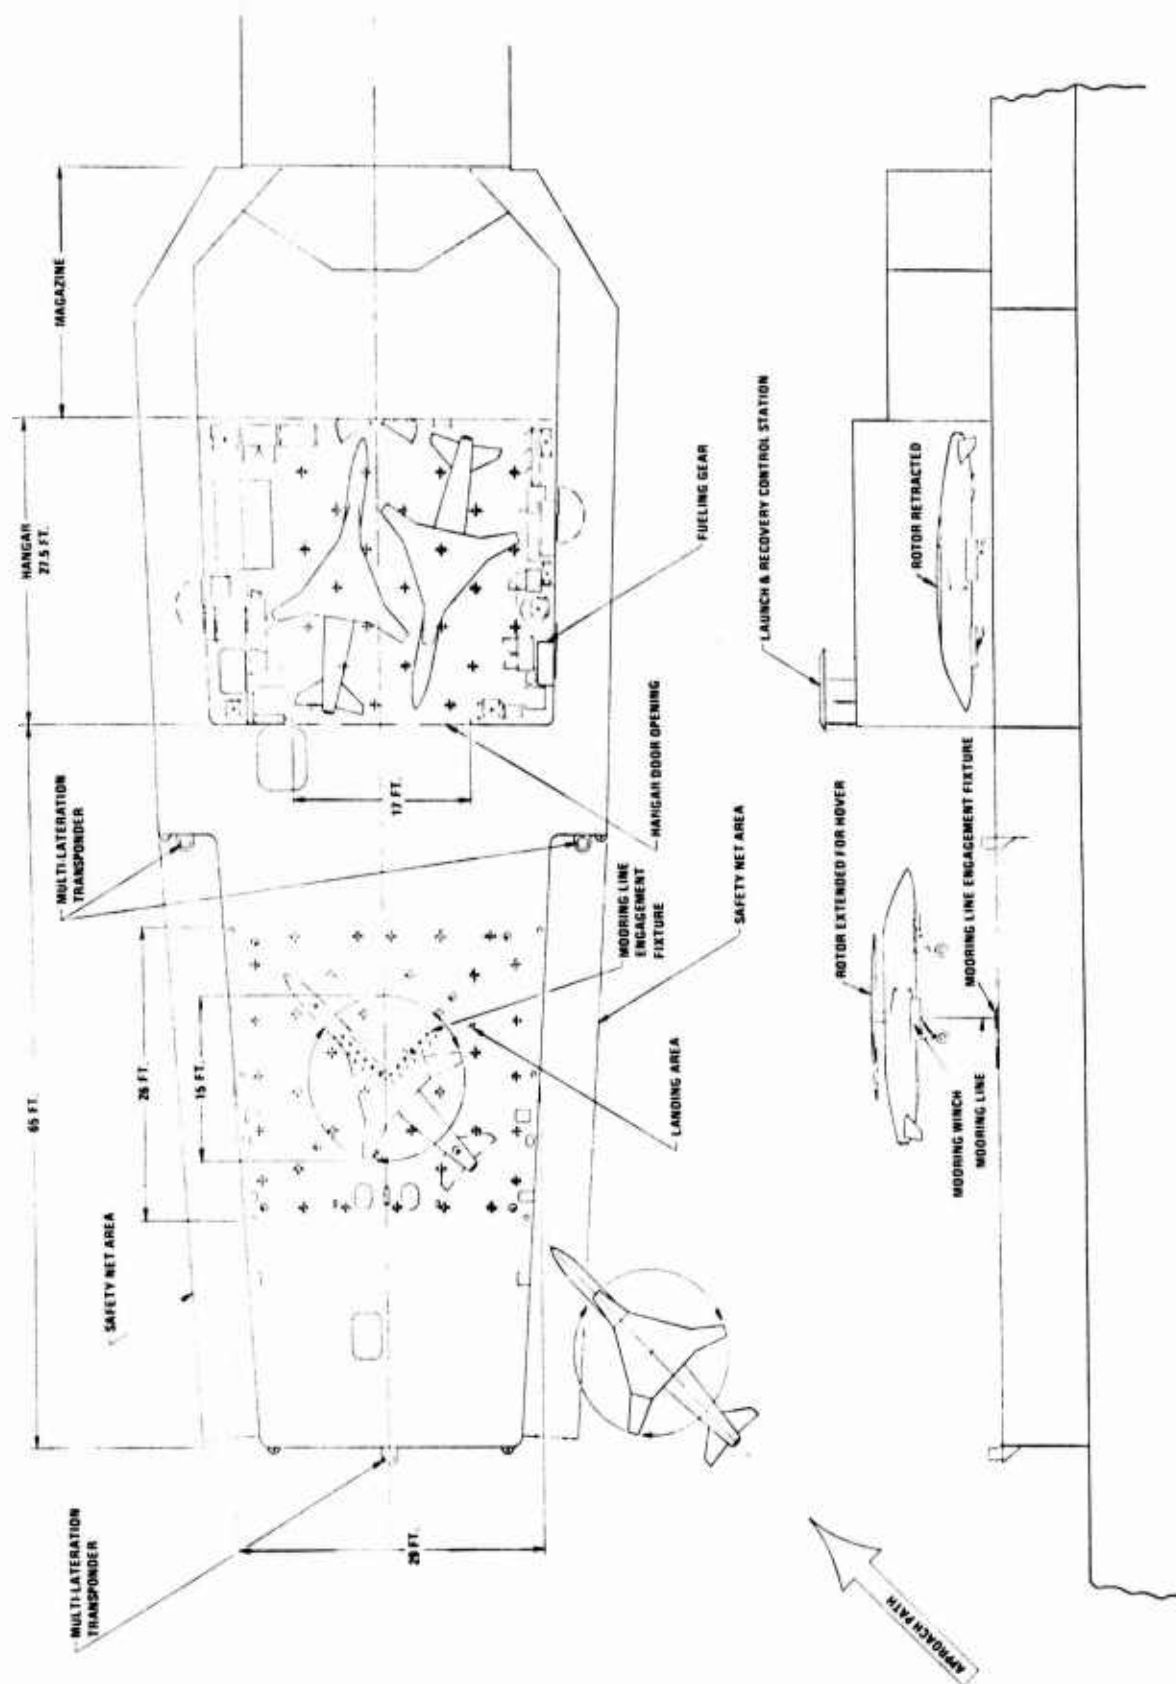 MAGAZINE
HANGAR
27.5 FT.
65 FT.
SAFETY NET AREA
MULTI-LATERATION
TRANSPONDER
26 FT.
15 FT.
17 FT.
29 FT.
MULTI-LATERATION
TRANSPONDER
FUELING GEAR
HANGAR DOOR OPENING
MOORING LINE
ENGAGEMENT
FIXTURE
SAFETY NET AREA
LANDING AREA
LAUNCH & RECOVERY CONTROL STATION
ROTOR RETRACTED
ROTOR EXTENDED FOR HOVER
MOORING LINE ENGAGEMENT FIXTURE
MOORING WINCH
MOORING LINE
APPROACH PATH